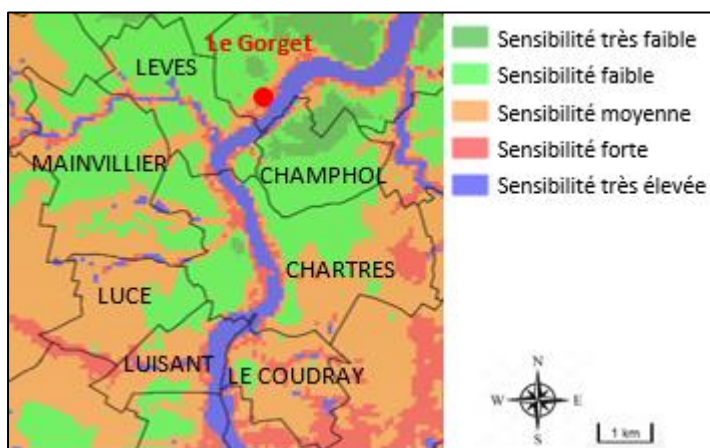 Le Gorget
LEVES
MAINVILLIER
CHAMPHOL
CHARTRES
LUCE
LUISANT
LE COUDRAY
Sensibilité très faible
Sensibilité faible
Sensibilité moyenne
Sensibilité forte
Sensibilité très élevée
N
W E
S
1 km